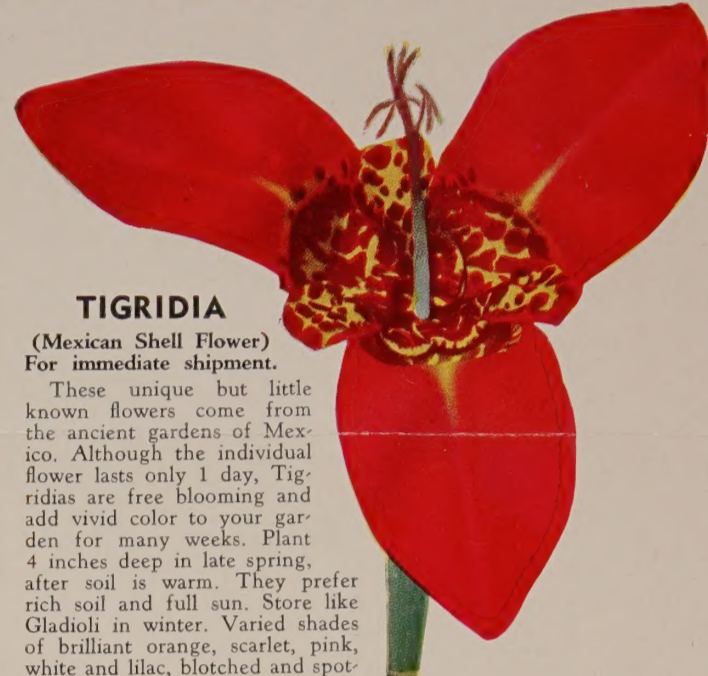 TIGRIDIA
(Mexican Shell Flower)
For immediate shipment.
These unique but little
known flowers come from
the ancient gardens of Mex-
ico. Although the individual
flower lasts only 1 day, Tig-
ridias are free blooming and
add vivid color to your gar-
den for many weeks. Plant
4 inches deep in late spring,
after soil is warm. They prefer
rich soil and full sun. Store like
Gladioli in winter. Varied shades
of brilliant orange, scarlet, pink,
white and lilac, blotched and spot-